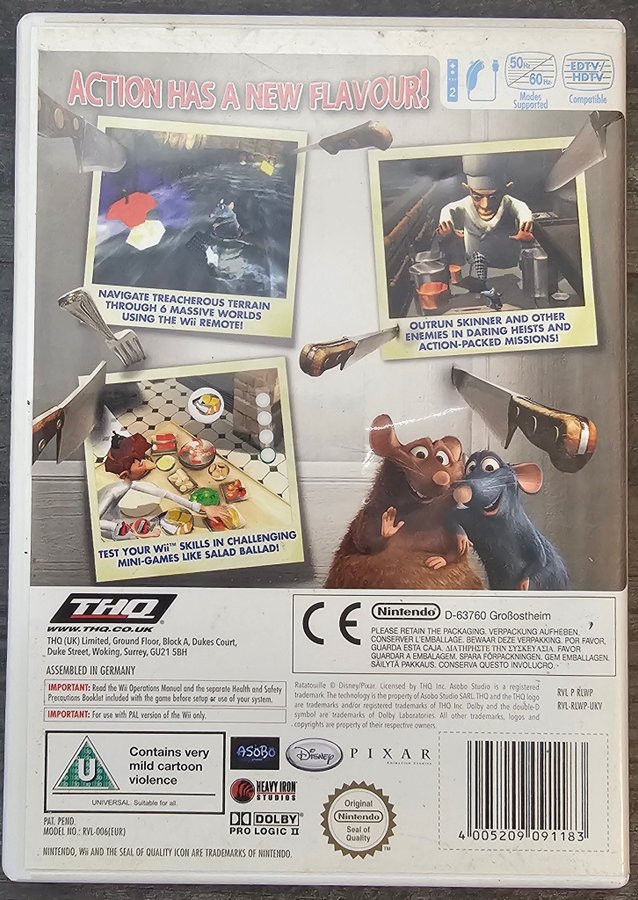 ACTION HAS A NEW FLAVOUR!
2
50Hz
60Hz
Modes
Supported
EDTV/
HDTV
Compatible
NAVIGATE TREACHEROUS TERRAIN
THROUGH 6 MASSIVE WORLDS
USING THE Wii REMOTE!
OUTRUN SKINNER AND OTHER
ENEMIES IN DARING HEISTS AND
ACTION-PACKED MISSIONS!
TEST YOUR Wii™ SKILLS IN CHALLENGING
MINI-GAMES LIKE SALAD BALLAD!
THQ
WWW.THQ.CO.UK
THQ (UK) Limited, Ground Floor, Block A, Dukes Court,
Duke Street, Woking, Surrey, GU21 5BH
ASSEMBLED IN GERMANY
IMPORTANT: Read the Wii Operations Manual and the separate Health and Safety
Precautions Booklet included with the game before setup or use of your system.
IMPORTANT: For use with PAL version of the Wii only.
CE
Nintendo D-63760 Großostheim
PLEASE RETAIN THE PACKAGING. VERPACKUNG AUFHEBEN.
CONSERVER L'EMBALLAGE. BEWAAR DEZE VERPAKKING. POR FAVOR,
GUARDA ESTA CAJA. ΔΙΑΤΗΡΗΣΤΕ ΤΗΝ ΣΥΣΚΕΥΑΣΙΑ. FAVOR
GUARDAR A EMBALAGEM. SPARA FÖRPACKNINGEN. GEM EMBALLAGEN.
SÄILYTÄ PAKKAUS. CONSERVA QUESTO INVOLUCRO.
Ratatouille © Disney/Pixar. Licensed by THQ Inc. Asobo Studio is a registered
trademark. The technology is property of Asobo Studio SARL. THQ and the THQ logo
are trademarks and/or registered trademarks of THQ Inc. Dolby and the double-D
symbol are trademarks of Dolby Laboratories. All other trademarks, logos and
copyrights are property of their respective owners.
RVL P RLWP
RVL-RLWP-UKV
U
Contains very
mild cartoon
violence
UNIVERSAL. Suitable for all.
ASOBO
Disney
PIXAR
ANIMATION STUDIOS
HEAVY IRON
STUDIOS
DOLBY
PRO LOGIC II
Original
Nintendo
Seal of
Quality
4 005209 091183
PAT. PEND.
MODEL NO.: RVL-006(EUR)
NINTENDO, Wii AND THE SEAL OF QUALITY ICON ARE TRADEMARKS OF NINTENDO.